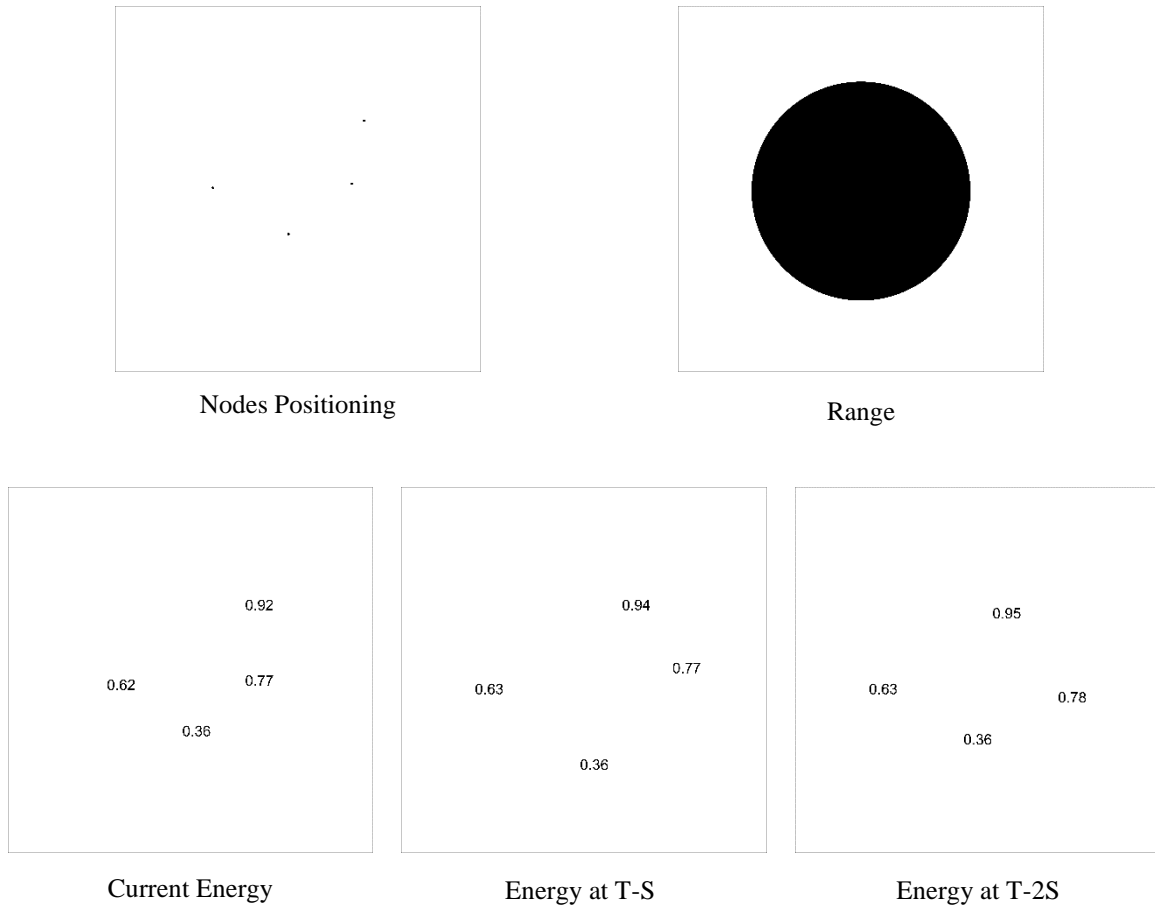 Nodes Positioning
Range
0.92
0.62
0.77
0.36
Current Energy
0.94
0.77
0.63
0.36
Energy at T-S
0.95
0.63
0.78
0.36
Energy at T-2S